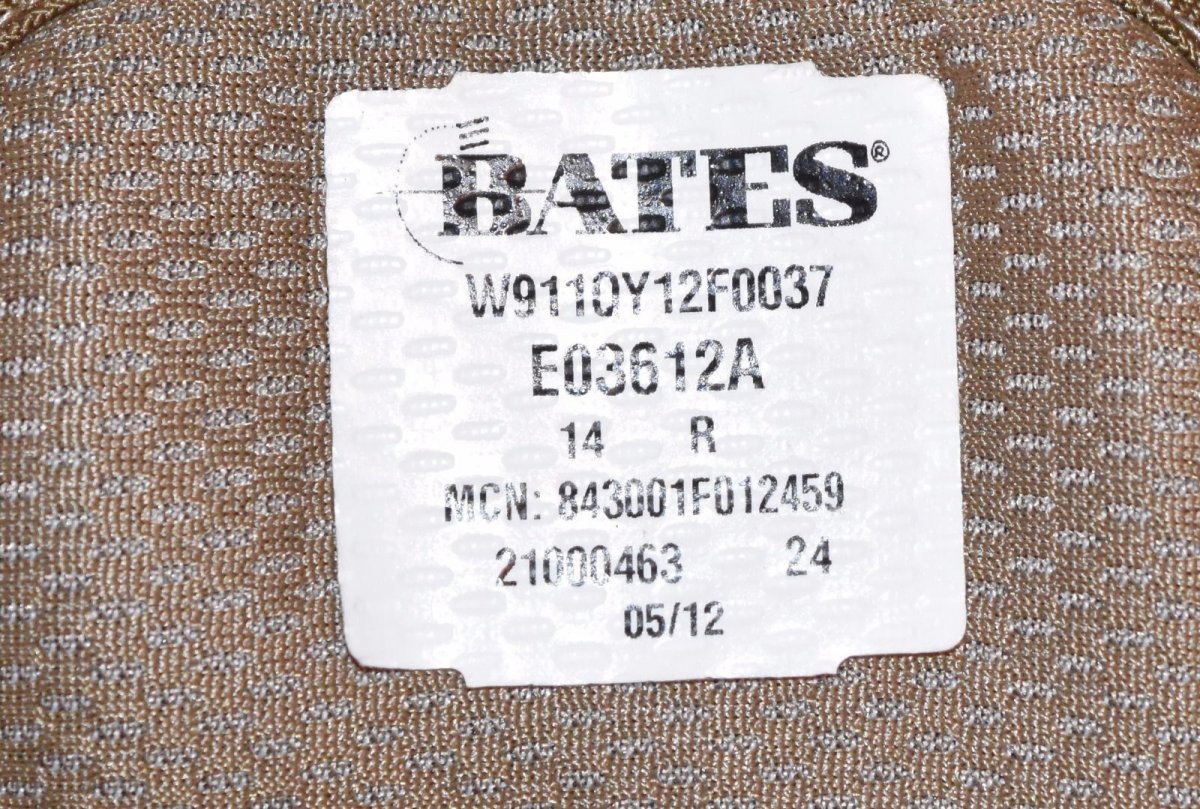 BATES®
W911QY12F0037
E03612A
14 R
MCN: 843001F012459
21000463 24
05/12